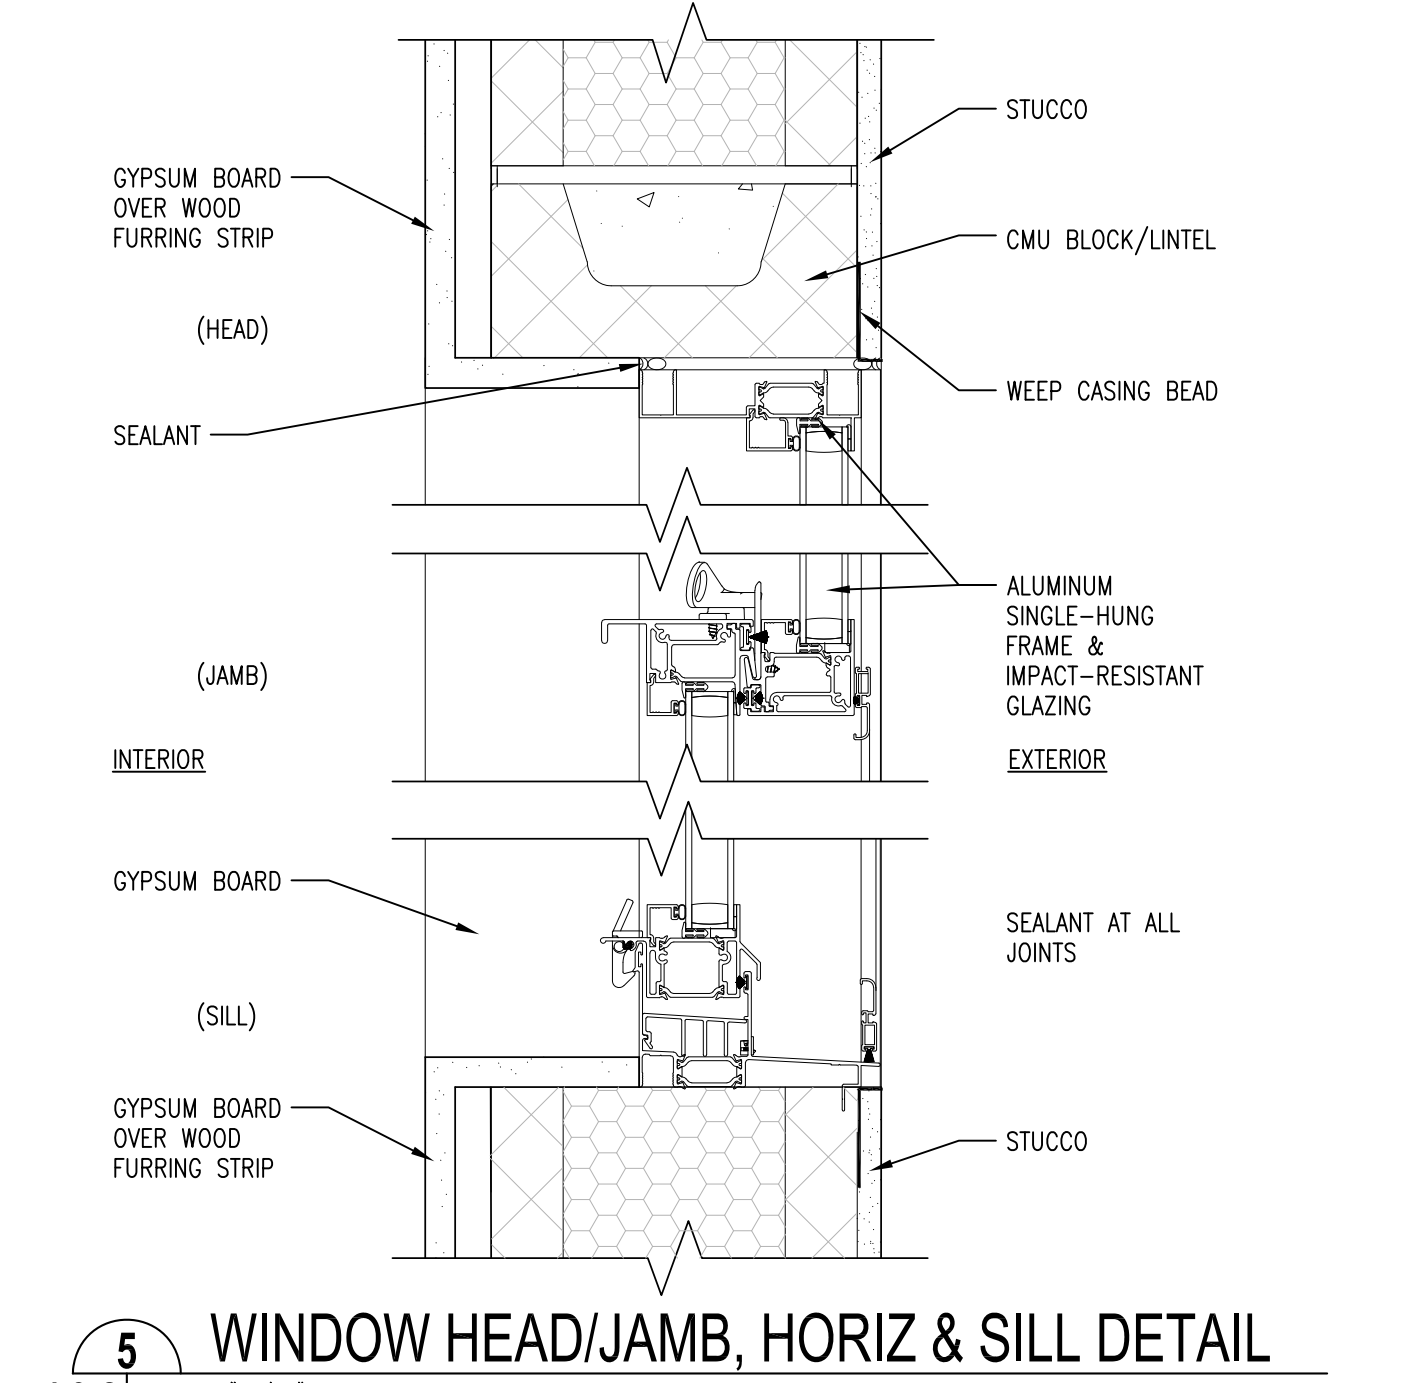 STUCCO
GYPSUM BOARD
OVER WOOD
FURRING STRIP
CMU BLOCK/LINTEL
(HEAD)
WEEP CASING BEAD
SEALANT
ALUMINUM
SINGLE-HUNG
FRAME &
IMPACT-RESISTANT
GLAZING
(JAMB)
INTERIOR
EXTERIOR
GYPSUM BOARD
SEALANT AT ALL
JOINTS
(SILL)
GYPSUM BOARD
OVER WOOD
FURRING STRIP
STUCCO
5
WINDOW HEAD/JAMB, HORIZ & SILL DETAIL